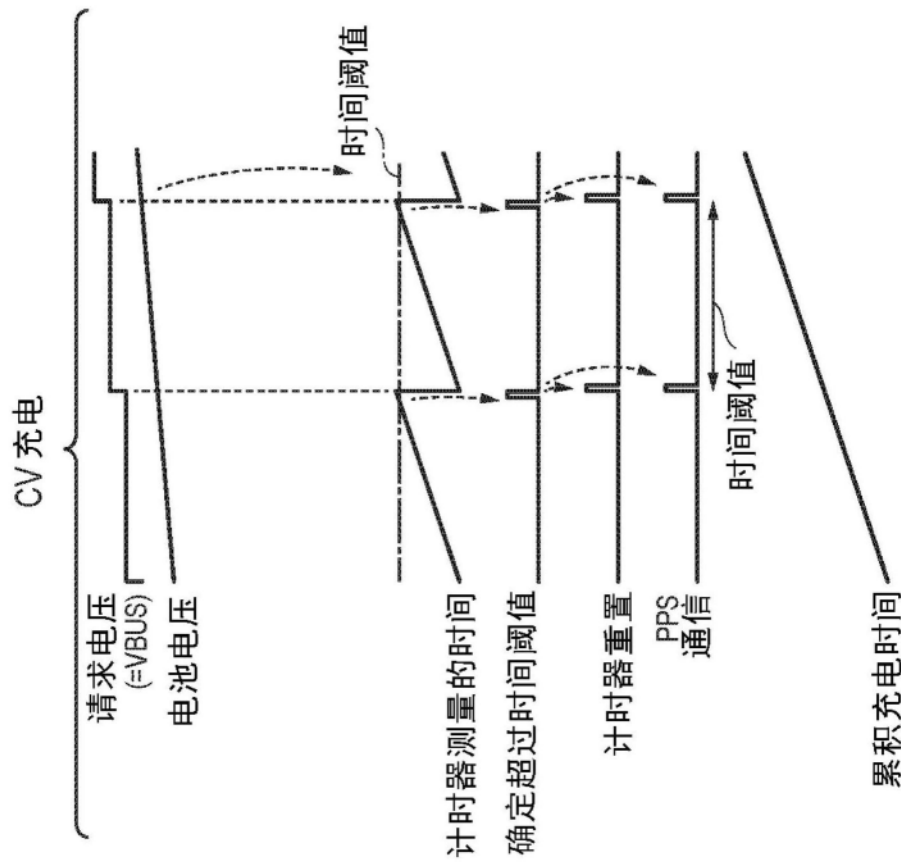 CV 充电
请求电压
(=VBUS)
电池电压
时间阈值
计时器测量的时间
确定超过时间阈值
计时器重置
PPS
通信
时间阈值
累积充电时间